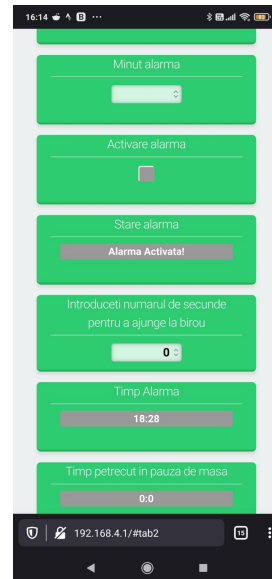 16:14
Minut alarma
Activare alarma
Stare alarma
Alarma Activata!
Introduceti numarul de secunde
pentru a ajunge la birou
0
Timp Alarma
18:28
Timp petrecut in pauza de masa
0:0
192.168.4.1/#tab2
15